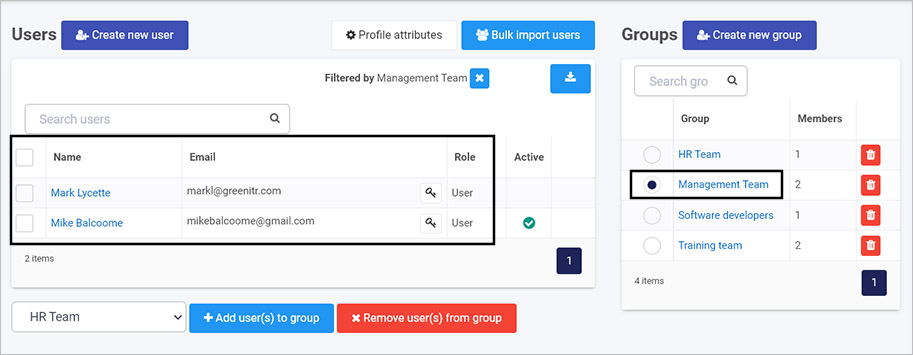 Users
Create new user
Profile attributes
Bulk import users
Filtered by Management Team
Search users
Name Email Role Active
Mark Lycette markl@greenitr.com User
Mike Balcoome mikebalcoome@gmail.com User
2 items 1
HR Team
Add user(s) to group
Remove user(s) from group
Groups
Create new group
Search gro
Group Members
HR Team 1
Management Team 2
Software developers 1
Training team 2
4 items 1